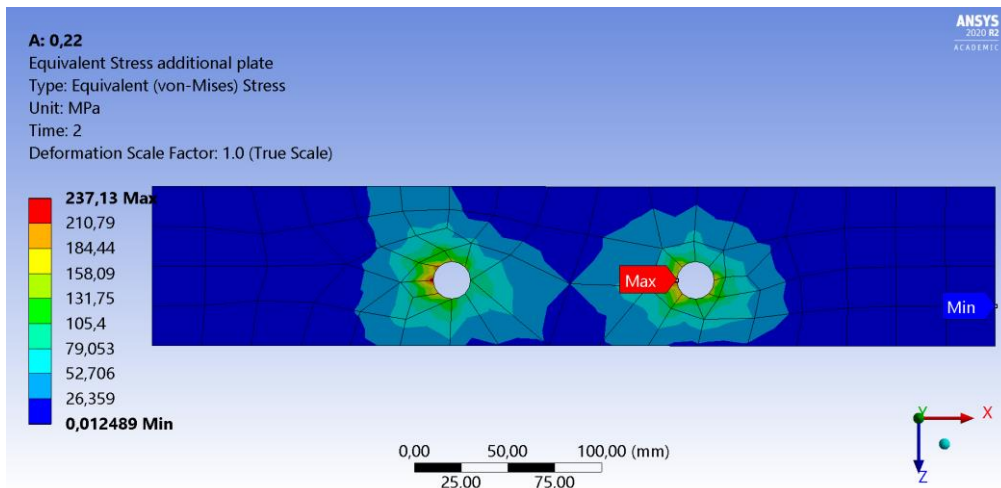 ANSYS
2020 R2
ACADEMIC
A: 0,22
Equivalent Stress additional plate
Type: Equivalent (von-Mises) Stress
Unit: MPa
Time: 2
Deformation Scale Factor: 1.0 (True Scale)
237,13 Max
210,79
184,44
158,09
131,75
105,4
79,053
52,706
26,359
0,012489 Min
Max
Min
0,00 50,00 100,00 (mm)
25,00 75,00
Y
X
Z